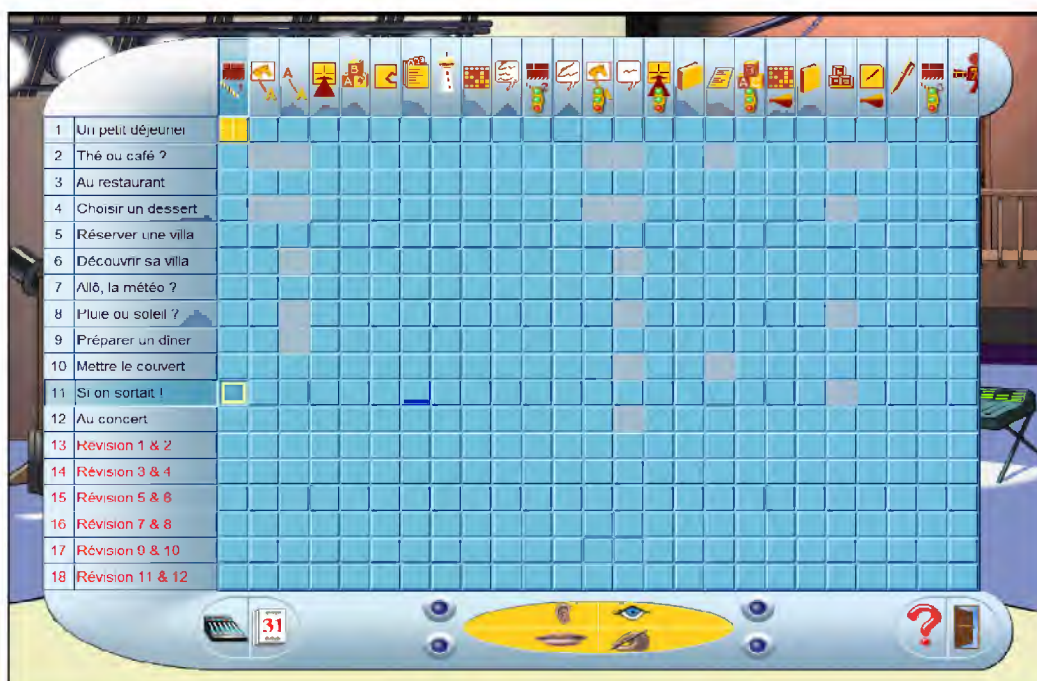 1 Un petit déjeuner
2 Thé ou café ?
3 Au restaurant
4 Choisir un dessert
5 Réserver une villa
6 Découvrir sa villa
7 Allô, la météo ?
8 Pluie ou soleil ?
9 Préparer un dîner
10 Mettre le couvert
11 Si on sortait !
12 Au concert
13 Révision 1 & 2
14 Révision 3 & 4
15 Révision 5 & 6
16 Révision 7 & 8
17 Révision 9 & 10
18 Révision 11 & 12
31
?